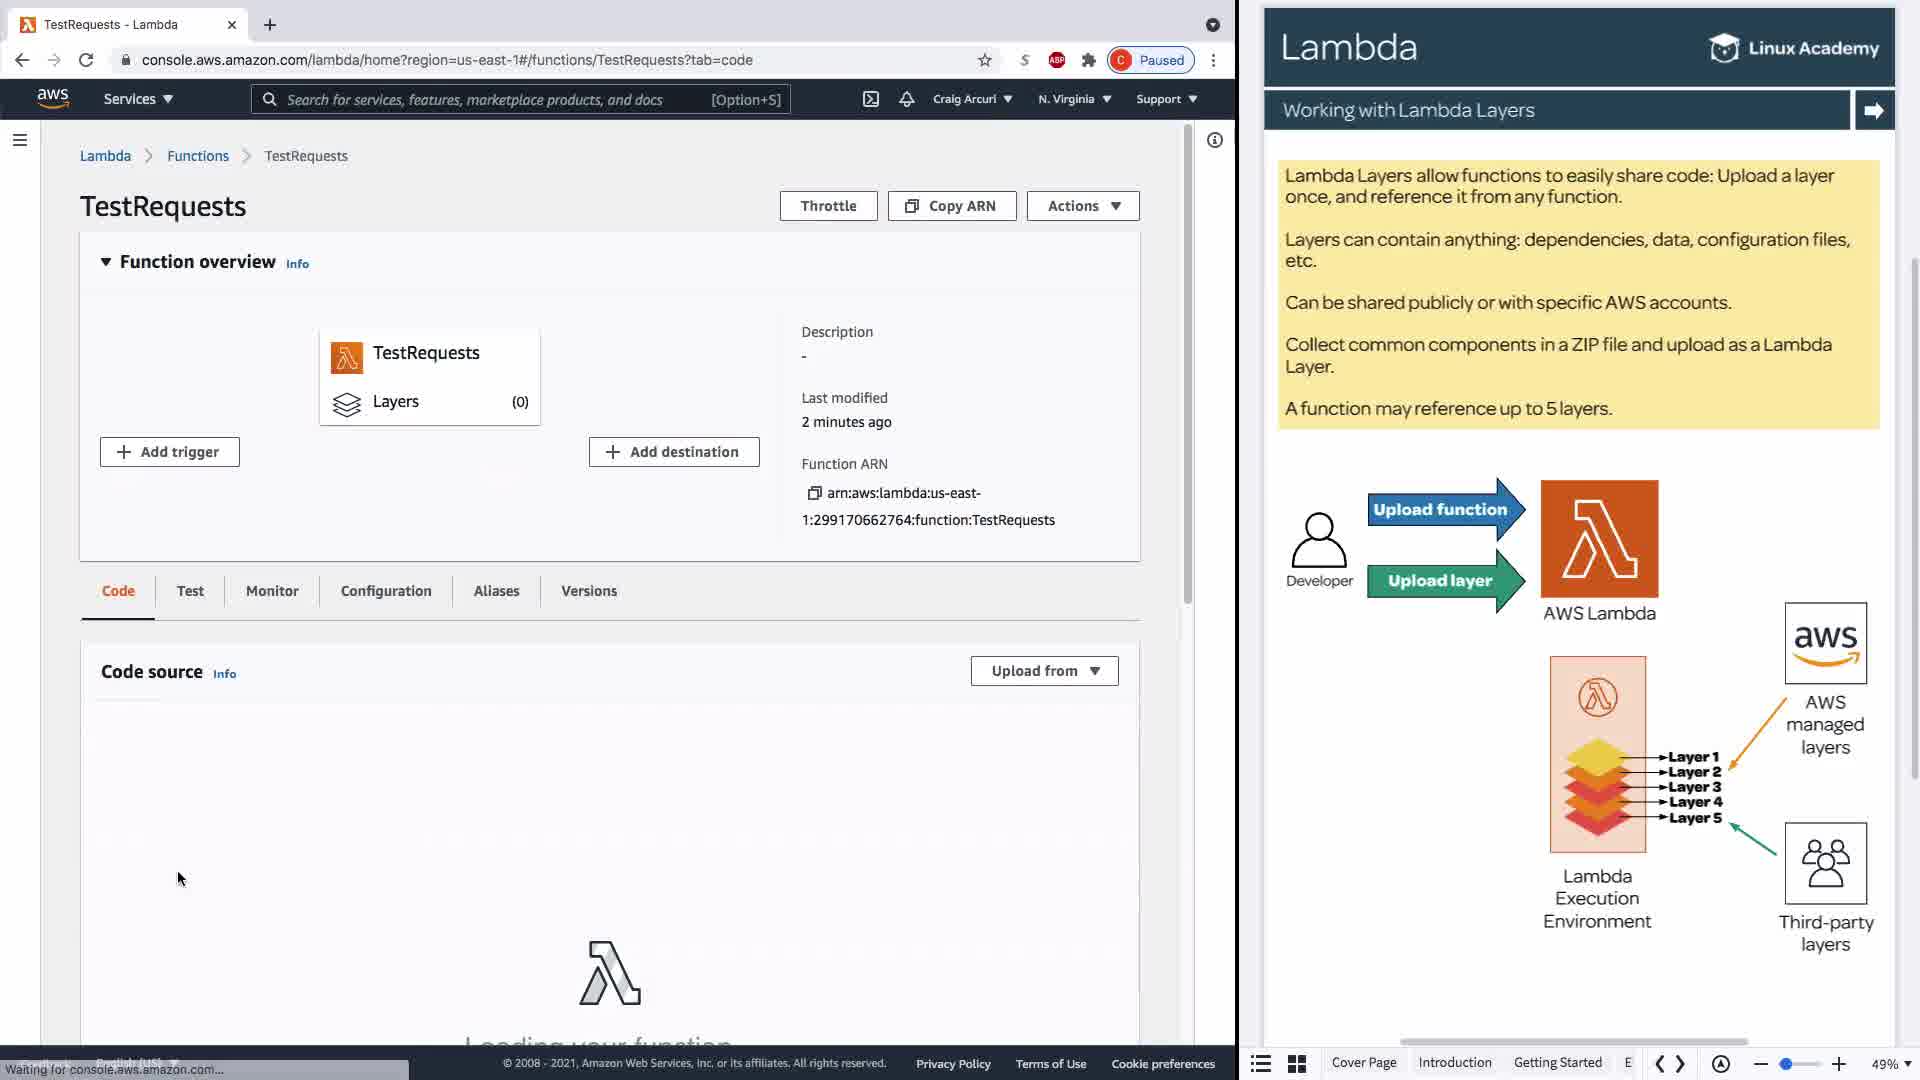 TestRequests - Lambda
console.aws.amazon.com/lambda/home?region=us-east-1#/functions/TestRequests?tab=code
ABP
C Paused
aws
Services
Search for services, features, marketplace products, and docs [Option+S]
Craig Arcuri
N. Virginia
Support
Lambda
Functions
TestRequests
TestRequests
Throttle
Copy ARN
Actions
Function overview Info
TestRequests
Layers (0)
Add trigger
Add destination
Description
-
Last modified
2 minutes ago
Function ARN
arn:aws:lambda:us-east-
1:299170662764:function:TestRequests
Code
Test
Monitor
Configuration
Aliases
Versions
Code source Info
Upload from
Loading your function
English (US)
Waiting for console.aws.amazon.com...
© 2008 - 2021, Amazon Web Services, Inc. or its affiliates. All rights reserved.
Privacy Policy
Terms of Use
Cookie preferences
Lambda
Linux Academy
Working with Lambda Layers
Lambda Layers allow functions to easily share code: Upload a layer
once, and reference it from any function.
Layers can contain anything: dependencies, data, configuration files,
etc.
Can be shared publicly or with specific AWS accounts.
Collect common components in a ZIP file and upload as a Lambda
Layer.
A function may reference up to 5 layers.
Upload function
Upload layer
Developer
AWS Lambda
aws
AWS
managed
layers
Layer 1
Layer 2
Layer 3
Layer 4
Layer 5
Lambda
Execution
Environment
Third-party
layers
Cover Page
Introduction
Getting Started
E
49%